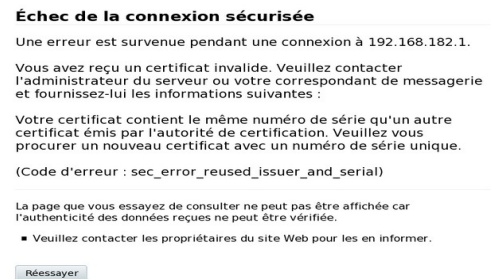 Échec de la connexion sécurisée
Une erreur est survenue pendant une connexion à 192.168.182.1.
Vous avez reçu un certificat invalide. Veuillez contacter
l'administrateur du serveur ou votre correspondant de messagerie
et fournissez-lui les informations suivantes :
Votre certificat contient le même numéro de série qu'un autre
certificat émis par l'autorité de certification. Veuillez vous
procurer un nouveau certificat avec un numéro de série unique.
(Code d'erreur : sec_error_reused_issuer_and_serial)
La page que vous essayez de consulter ne peut pas être affichée car
l'authenticité des données reçues ne peut être vérifiée.
▪ Veuillez contacter les propriétaires du site Web pour les en informer.
Réessayer